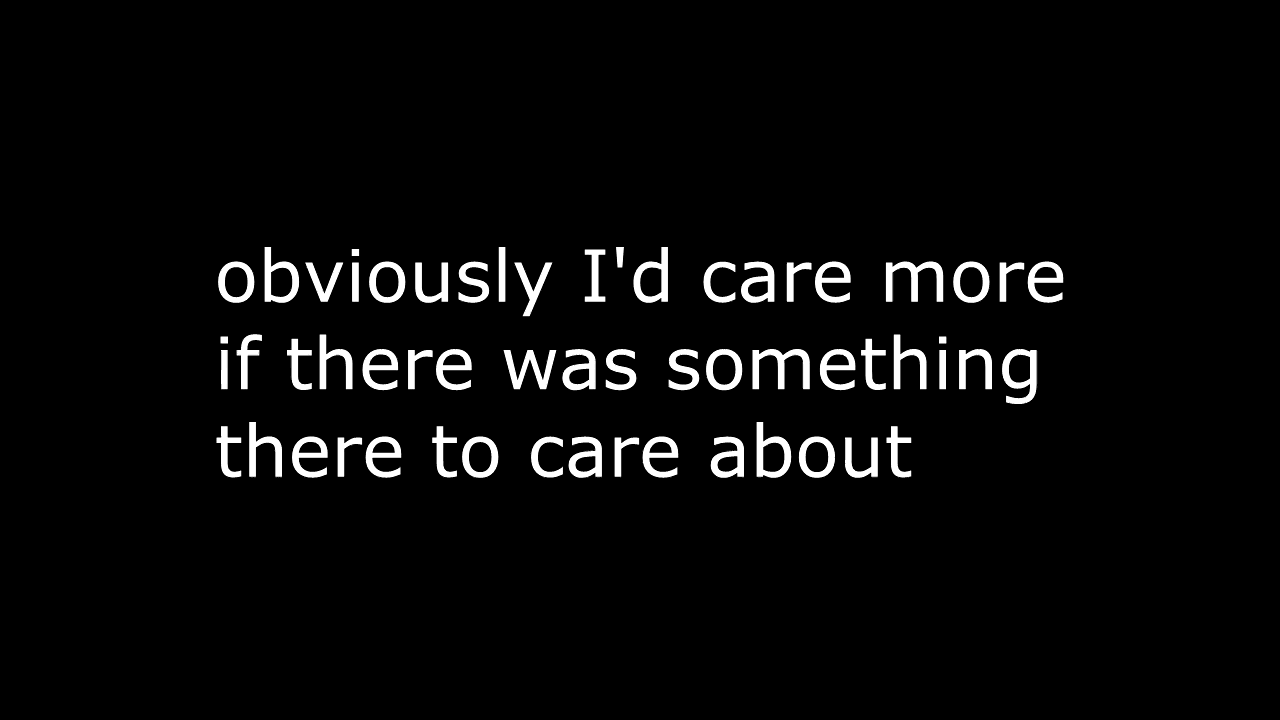 obviously I'd care more
if there was something
there to care about